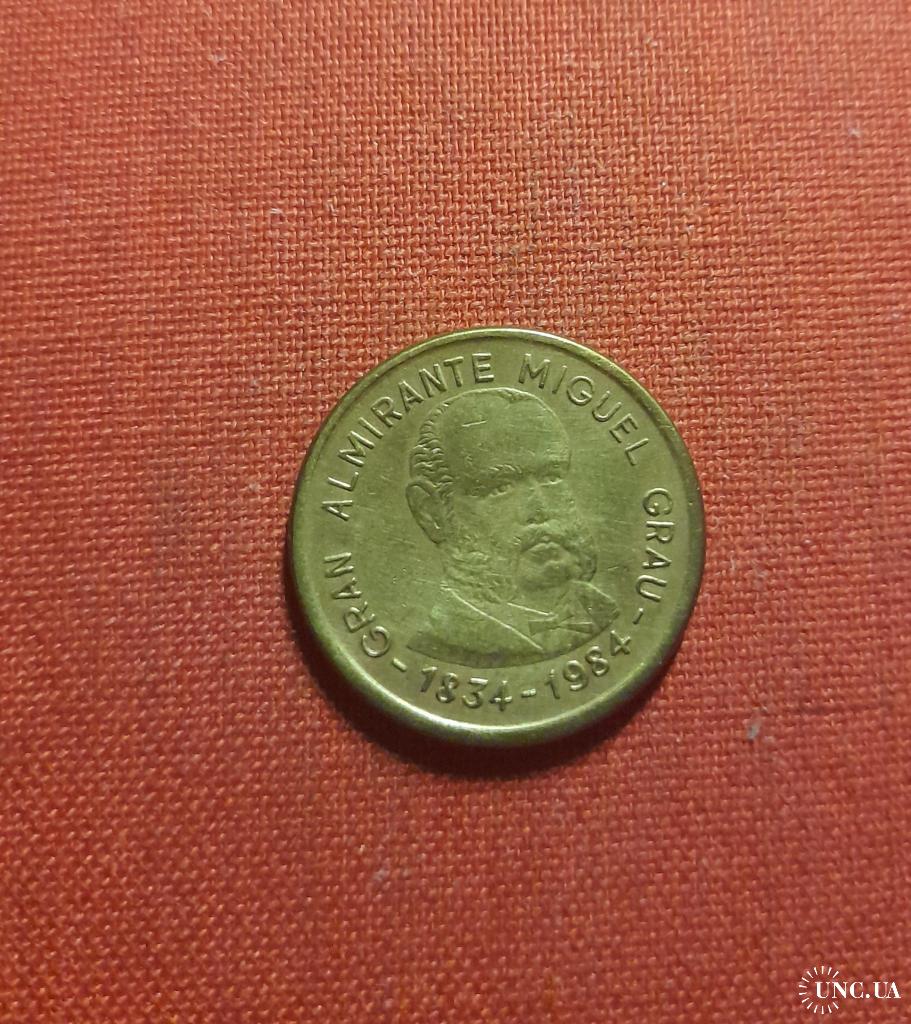 GRAN ALMIRANTE MIGUEL GRAU
- 1834 - 1984 -
UNC.UA